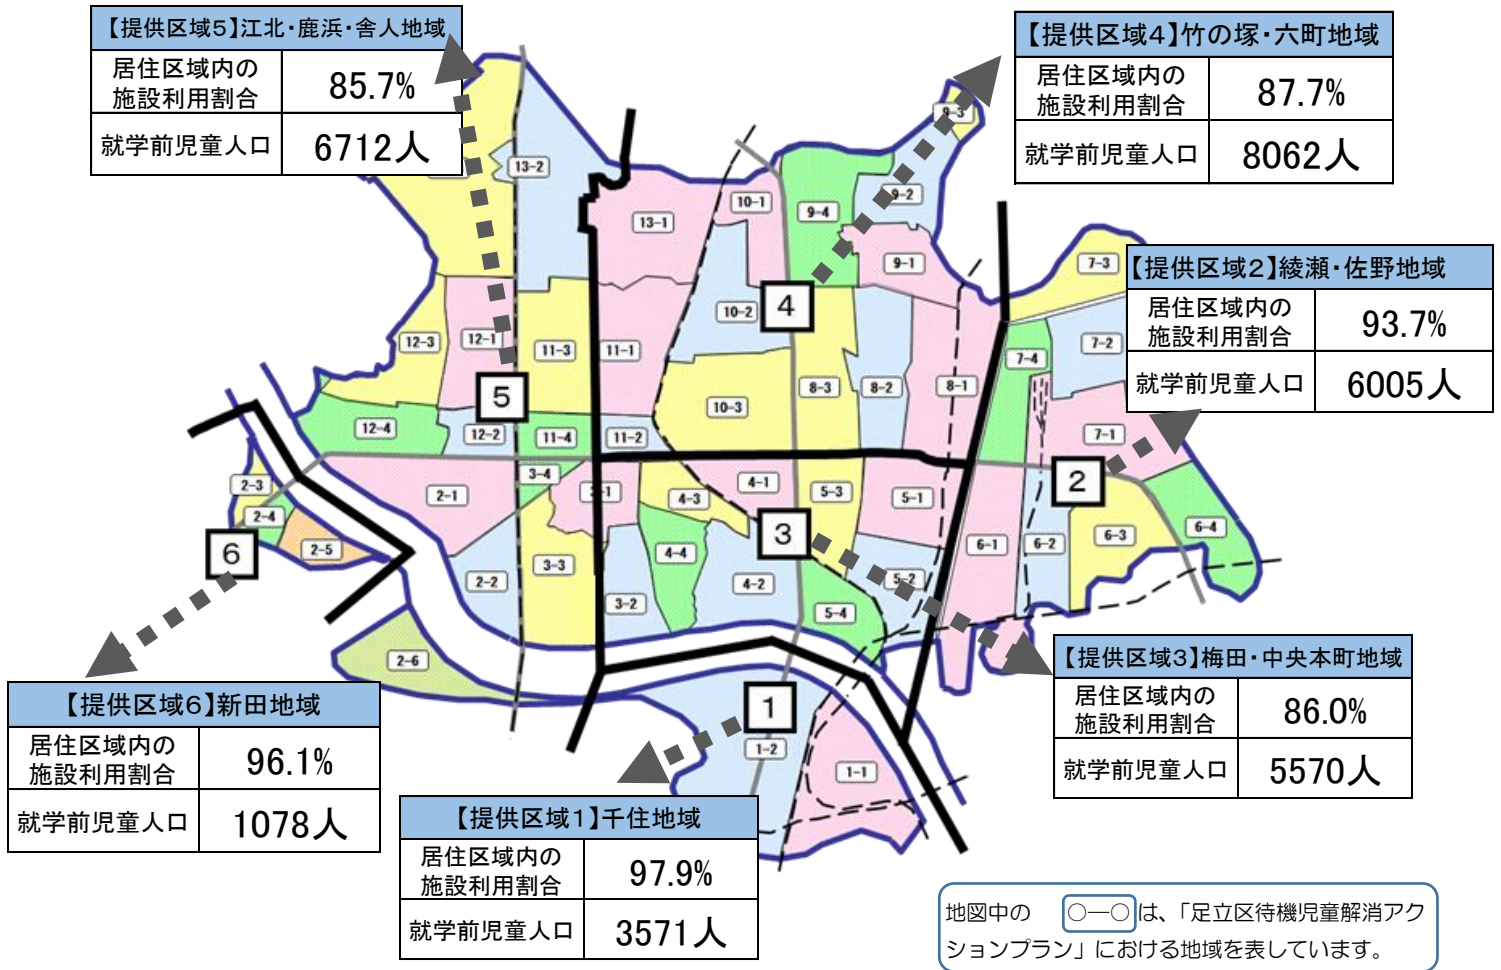 【提供区域5】江北・鹿浜・舎人地域
居住区域内の
施設利用割合
85.7%
就学前児童人口
6712人
【提供区域4】竹の塚・六町地域
居住区域内の
施設利用割合
87.7%
就学前児童人口
8062人
【提供区域2】綾瀬・佐野地域
居住区域内の
施設利用割合
93.7%
就学前児童人口
6005人
【提供区域3】梅田・中央本町地域
居住区域内の
施設利用割合
86.0%
就学前児童人口
5570人
【提供区域6】新田地域
居住区域内の
施設利用割合
96.1%
就学前児童人口
1078人
【提供区域1】千住地域
居住区域内の
施設利用割合
97.9%
就学前児童人口
3571人
9-3
13-2
9-2
10-1
9-4
13-1
9-1
7-3
10-2
4
12-3
12-1
11-3
11-1
7-4
7-2
8-3
8-2
8-1
5
10-3
12-4
12-2
11-4
11-2
7-1
2-3
2-4
2-5
6
2-1
3-4
3-1
4-3
4-1
5-3
5-1
2
3
6-4
6-1
6-2
6-3
2-2
3-3
4-4
4-2
5-2
3-2
5-4
2-6
1
1-2
1-1
地図中の ○―○ は、「足立区待機児童解消アク
ションプラン」における地域を表しています。